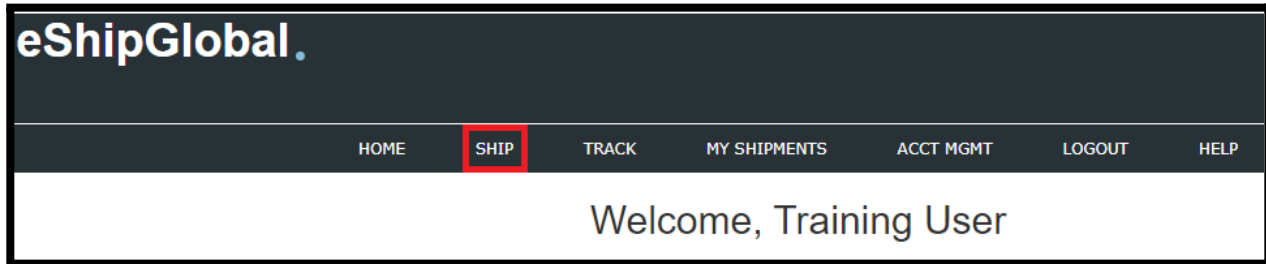 eShipGlobal.
HOME SHIP TRACK MY SHIPMENTS ACCT MGMT LOGOUT HELP
Welcome, Training User